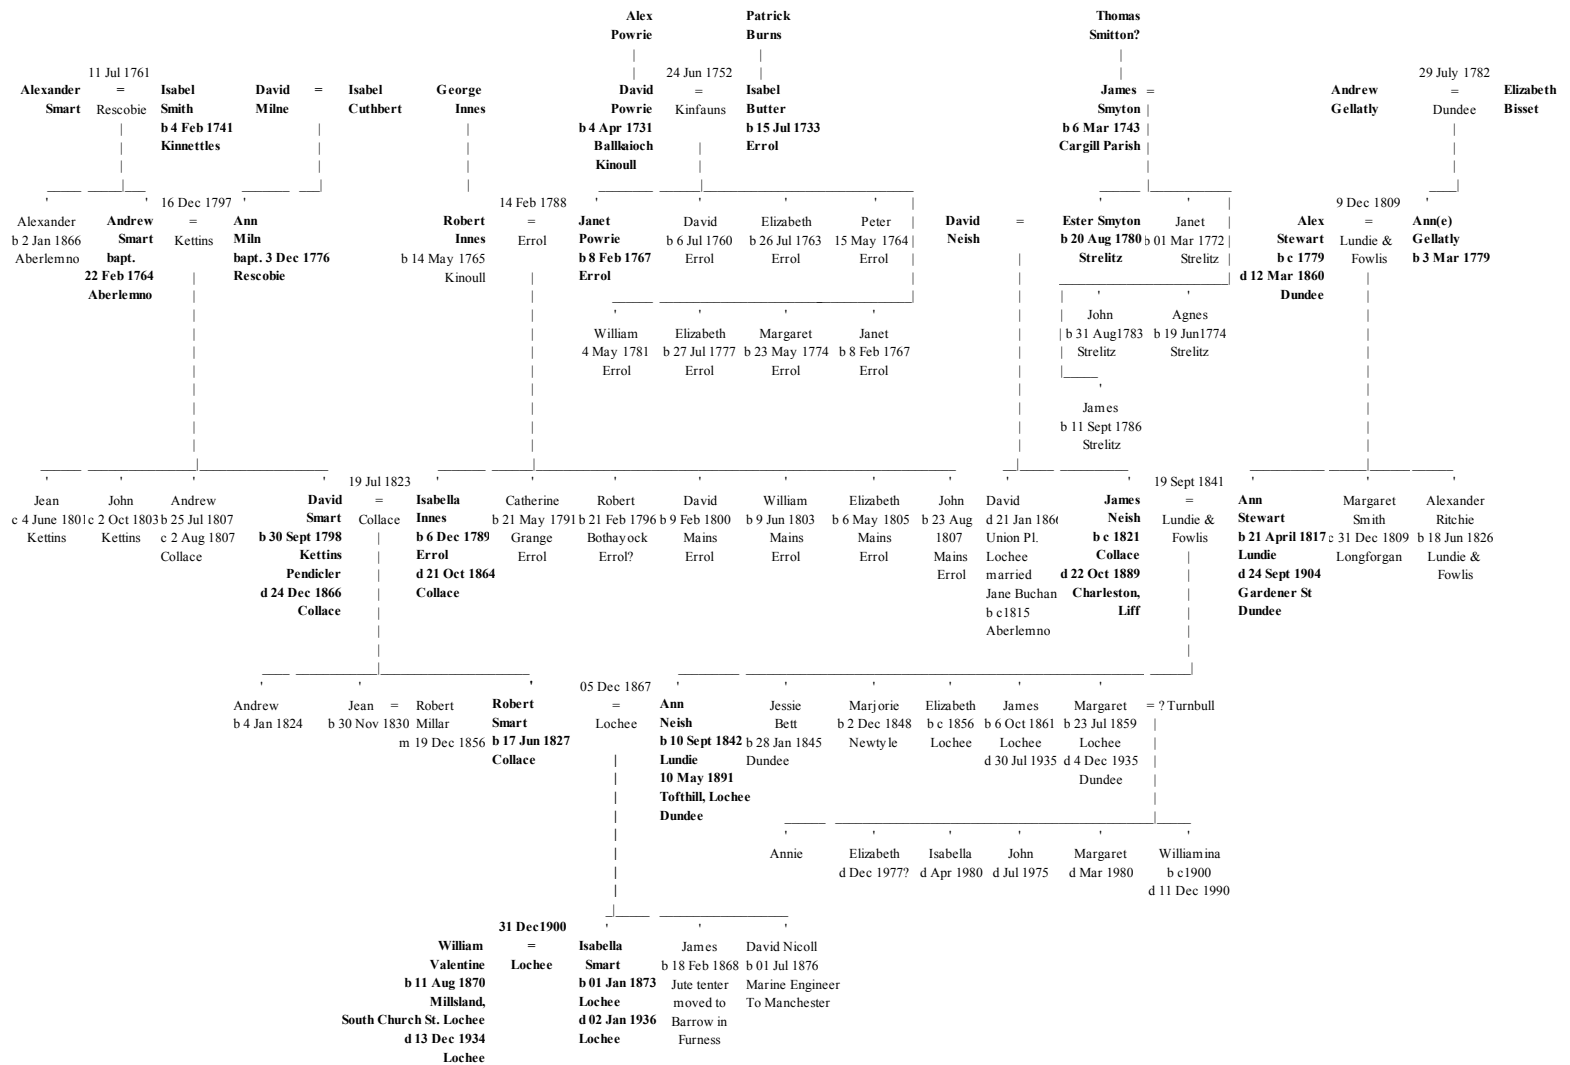 Alex
Powrie
Patrick
Burns
Thomas
Smitton?
11 Jul 1761
Alexander
Smart
=
Rescobie
Isabel
Smith
b 4 Feb 1741
Kinnettles
David
Milne
=
Isabel
Cuthbert
George
Innes
24 Jun 1752
David
Powrie
b 4 Apr 1731
Ballkaioch
Kinoull
=
Kinfauns
Isabel
Butter
b 15 Jul 1733
Errol
James
Smyton
b 6 Mar 1743
Cargill Parish
=
29 July 1782
Andrew
Gellatly
=
Dundee
Elizabeth
Bisset
Alexander
b 2 Jan 1866
Aberlemno
16 Dec 1797
Andrew
Smart
bapt.
22 Feb 1764
Aberlemno
=
Kettins
Ann
Miln
bapt. 3 Dec 1776
Rescobie
14 Feb 1788
Robert
Innes
b 14 May 1765
Kinoull
=
Errol
Janet
Powrie
b 8 Feb 1767
Errol
David
b 6 Jul 1760
Errol
Elizabeth
b 26 Jul 1763
Errol
Peter
15 May 1764
Errol
David
Neish
=
Ester Smyton
b 20 Aug 1780
Strelitz
Janet
b 01 Mar 1772
Strelitz
9 Dec 1809
Alex
Stewart
b c 1779
d 12 Mar 1860
Dundee
=
Lundie &
Fowlis
Ann(e)
Gellatly
b 3 Mar 1779
William
4 May 1781
Errol
Elizabeth
b 27 Jul 1777
Errol
Margaret
b 23 May 1774
Errol
Janet
b 8 Feb 1767
Errol
John
b 31 Aug1783
Strelitz
Agnes
b 19 Jun1774
Strelitz
James
b 11 Sept 1786
Strelitz
Jean
c 4 June 1801
Kettins
John
c 2 Oct 1803
Kettins
Andrew
b 25 Jul 1807
c 2 Aug 1807
Collace
19 Jul 1823
David
Smart
b 30 Sept 1798
Kettins
Pendicler
d 24 Dec 1866
Collace
=
Collace
Isabella
Innes
b 6 Dec 1789
Errol
d 21 Oct 1864
Collace
Catherine
b 21 May 1791
Grange
Errol
Robert
b 21 Feb 1796
Bothayock
Errol?
David
b 9 Feb 1800
Mains
Errol
William
b 9 Jun 1803
Mains
Errol
Elizabeth
b 6 May 1805
Mains
Errol
John
b 23 Aug
1807
Mains
Errol
David
d 21 Jan 186
Union Pl.
Lochee
married
Jane Buchan
b c1815
Aberlemno
19 Sept 1841
James
Neish
b c 1821
Collace
d 22 Oct 1889
Charleston,
Liff
=
Lundie &
Fowlis
Ann
Stewart
b 21 April 1817
Lundie
d 24 Sept 1904
Gardener St
Dundee
Margaret
Smith
c 31 Dec 1809
Longforgan
Alexander
Ritchie
b 18 Jun 1826
Lundie &
Fowlis
Andrew
b 4 Jan 1824
Jean
b 30 Nov 1830
=
Robert
Millar
m 19 Dec 1856
05 Dec 1867
Robert
Smart
b 17 Jun 1827
Collace
=
Lochee
Ann
Neish
b 10 Sept 1842
Lundie
10 May 1891
Tofthill, Lochee
Dundee
Jessie
Bett
b 28 Jan 1845
Dundee
Marjorie
b 2 Dec 1848
Newtyle
Elizabeth
b c 1856
Lochee
James
b 6 Oct 1861
Lochee
d 30 Jul 1935
Margaret
b 23 Jul 1859
Lochee
d 4 Dec 1935
Dundee
= ? Turnbull
Annie
Elizabeth
d Dec 1977?
Isabella
d Apr 1980
John
d Jul 1975
Margaret
d Mar 1980
Williamina
b c1900
d 11 Dec 1990
31 Dec1900
William
Valentine
b 11 Aug 1870
Millsland,
South Church St. Lochee
d 13 Dec 1934
Lochee
=
Lochee
Isabella
Smart
b 01 Jan 1873
Lochee
d 02 Jan 1936
Lochee
James
b 18 Feb 1868
Jute tenter
moved to
Barrow in
Furness
David Nicoll
b 01 Jul 1876
Marine Engineer
To Manchester